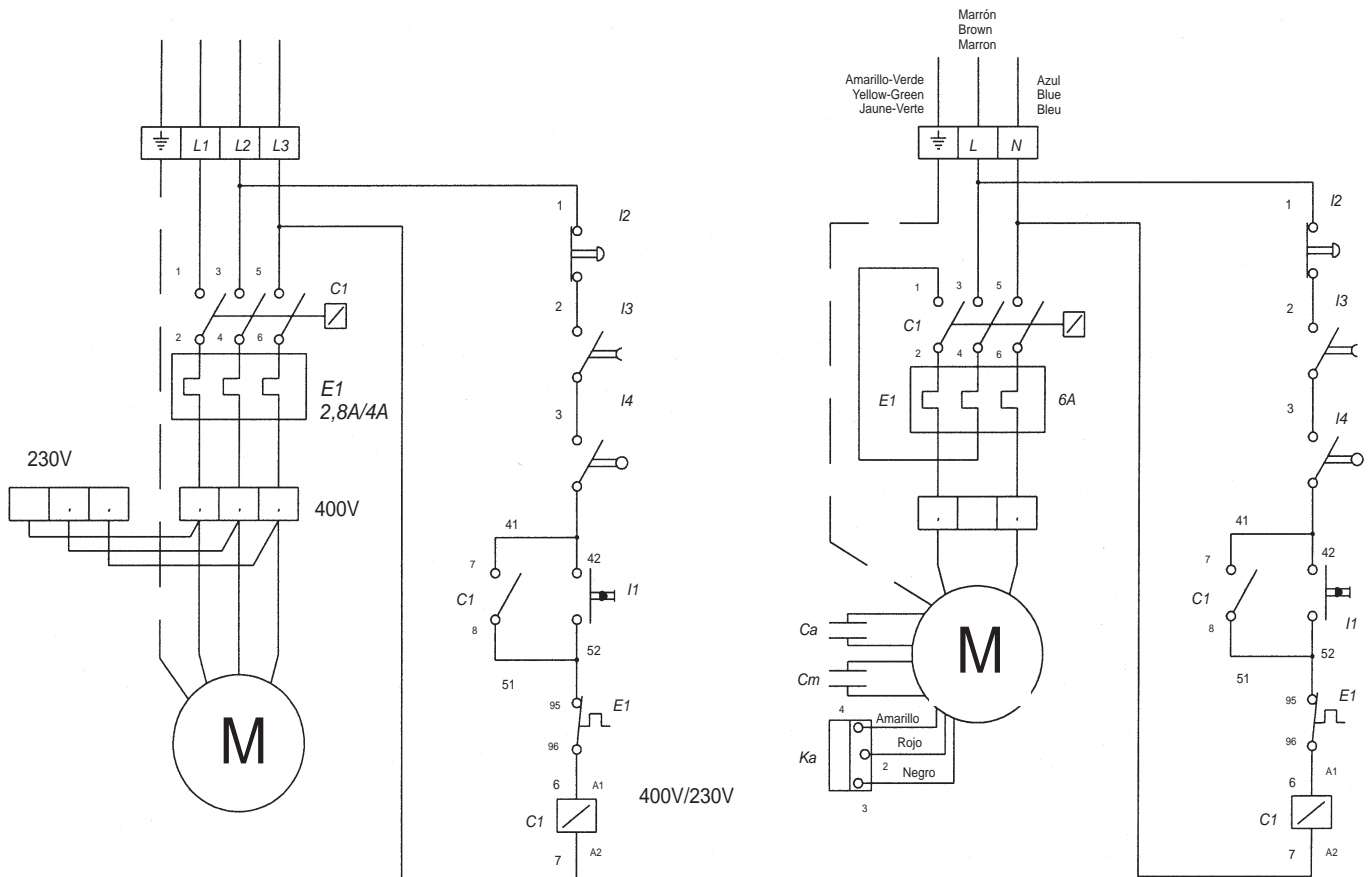 L1 L2 L3
1 3 5
C1
2 4 6
E1
2,8A/4A
230V
400V
M
1
I2
2
I3
3
I4
41
7
42
C1
I1
8
52
51
95
E1
96
6
A1
400V/230V
C1
7
A2
Marrón
Brown
Marron
Amarillo-Verde
Yellow-Green
Jaune-Verte
Azul
Blue
Bleu
L N
1 3 5
C1
2 4 6
E1
6A
M
Ca
Cm
4
Amarillo
Rojo
Ka
2
Negro
3
1
I2
2
I3
3
I4
41
7
42
C1
I1
8
52
51
95
E1
96
6
A1
C1
7
A2